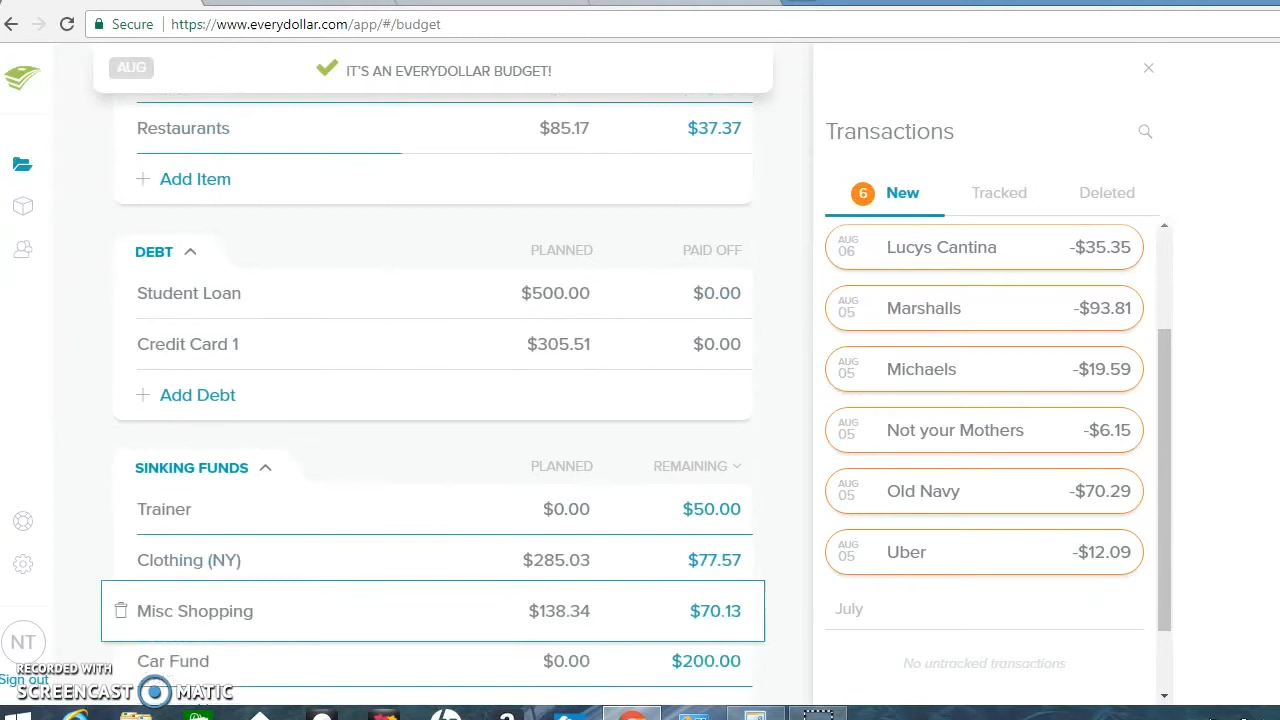 Secure https://www.everydollar.com/app/#/budget
AUG IT'S AN EVERYDOLLAR BUDGET!
Restaurants $85.17 $37.37
Add Item
DEBT PLANNED PAID OFF
Student Loan $500.00 $0.00
Credit Card 1 $305.51 $0.00
Add Debt
SINKING FUNDS PLANNED REMAINING
Trainer $0.00 $50.00
Clothing (NY) $285.03 $77.57
Misc Shopping $138.34 $70.13
Car Fund $0.00 $200.00
Transactions
6 New Tracked Deleted
AUG 06 Lucys Cantina -$35.35
AUG 05 Marshalls -$93.81
AUG 05 Michaels -$19.59
AUG 05 Not your Mothers -$6.15
AUG 05 Old Navy -$70.29
AUG 05 Uber -$12.09
July
No untracked transactions
NT
Sign out
RECORDED WITH
SCREENCAST MATIC